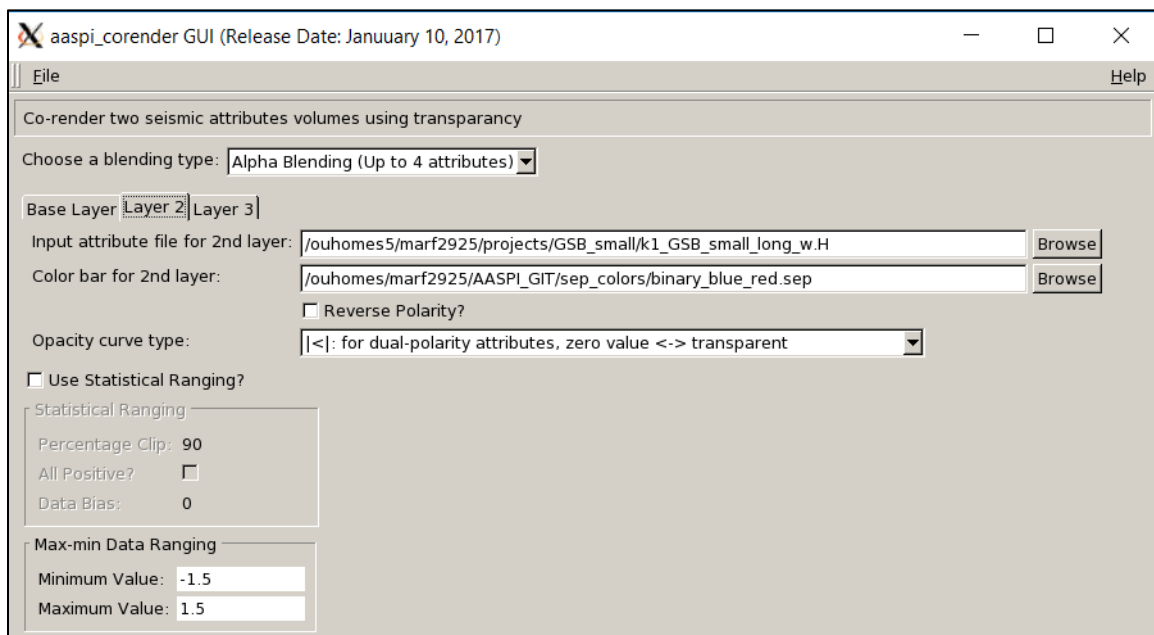 aaspi_corender GUI (Release Date: Januuary 10, 2017)
File Help
Co-render two seismic attributes volumes using transparancy
Choose a blending type: Alpha Blending (Up to 4 attributes)
Base Layer Layer 2 Layer 3
Input attribute file for 2nd layer: /ouhomes5/marf2925/projects/GSB_small/k1_GSB_small_long_w.H Browse
Color bar for 2nd layer: /ouhomes/marf2925/AASPI_GIT/sep_colors/binary_blue_red.sep Browse
Reverse Polarity?
Opacity curve type: |<|: for dual-polarity attributes, zero value <-> transparent
Use Statistical Ranging?
Statistical Ranging
Percentage Clip: 90
All Positive?
Data Bias: 0
Max-min Data Ranging
Minimum Value: -1.5
Maximum Value: 1.5